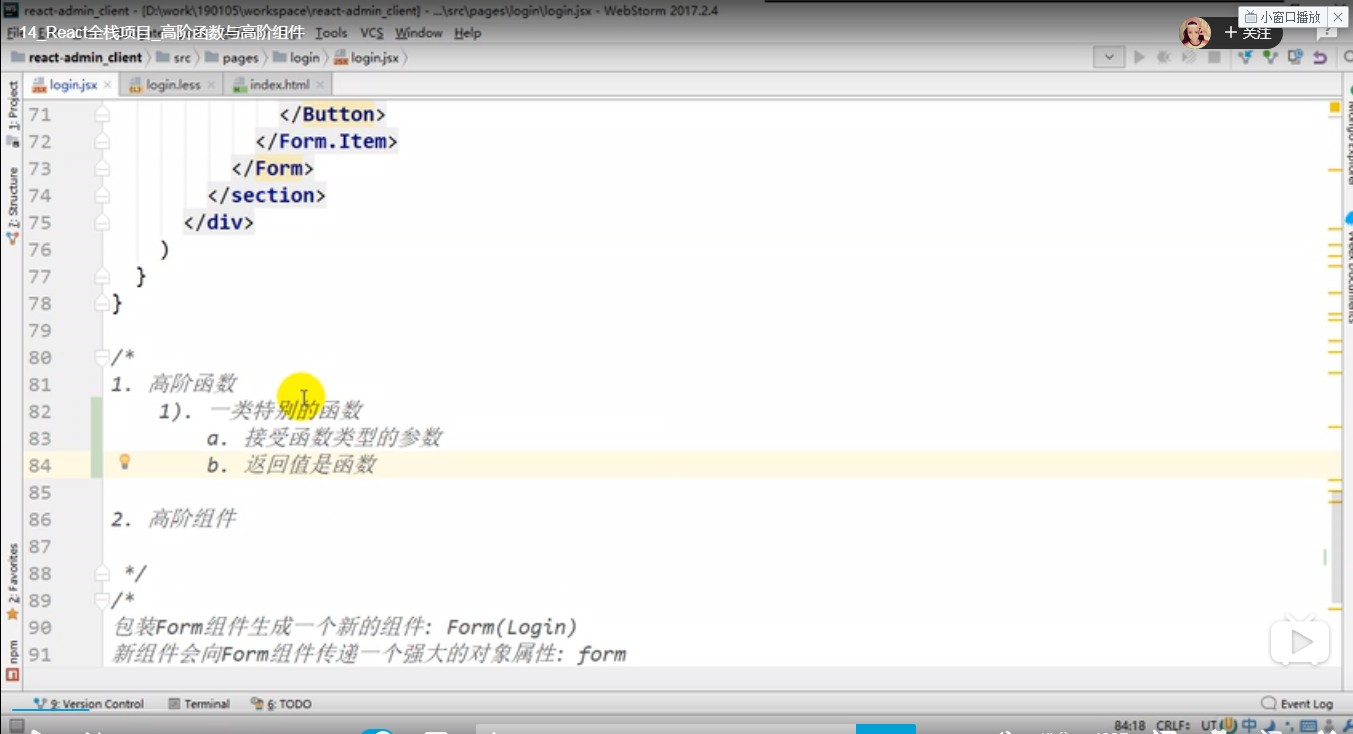 react-admin_client - [D:\work\190105\workspace\react-admin_client] - ...\src\pages\login\login.jsx - WebStorm 2017.2.4
小窗口播放
14_React全栈项目_高阶函数与高阶组件
Tools VCS Window Help
+ 关注
react-admin_client src pages login login.jsx
login.jsx login.less index.html
1: Project
7: Structure
2: Favorites
npm
71 </Button>
72 </Form.Item>
73 </Form>
74 </section>
75 </div>
76 )
77 }
78 }
79
80 /*
81 1. 高阶函数
82 1). 一类特别的函数
83 a. 接受函数类型的参数
84 b. 返回值是函数
85
86 2. 高阶组件
87
88 */
89 /*
90 包装Form组件生成一个新的组件: Form(Login)
91 新组件会向Form组件传递一个强大的对象属性: form
Mongo Explorer
9: Version Control Terminal 6: TODO Event Log
84:18 CRLF: 中